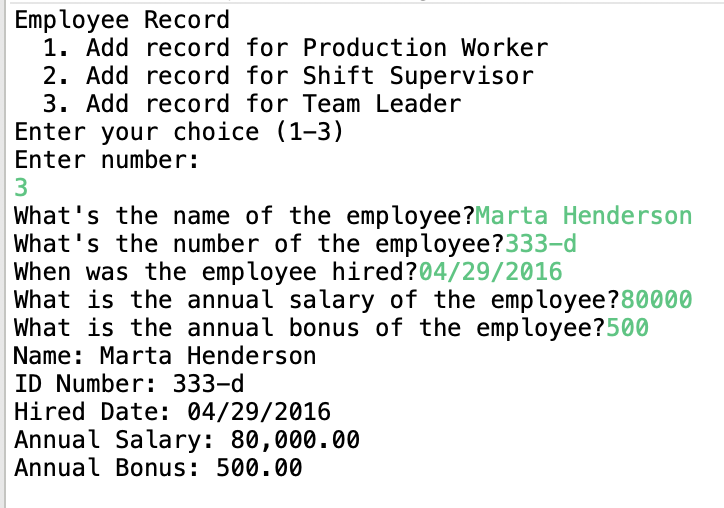 Employee Record
  1. Add record for Production Worker
  2. Add record for Shift Supervisor
  3. Add record for Team Leader
Enter your choice (1-3)
Enter number:
3
What's the name of the employee?Marta Henderson
What's the number of the employee?333-d
When was the employee hired?04/29/2016
What is the annual salary of the employee?80000
What is the annual bonus of the employee?500
Name: Marta Henderson
ID Number: 333-d
Hired Date: 04/29/2016
Annual Salary: 80,000.00
Annual Bonus: 500.00